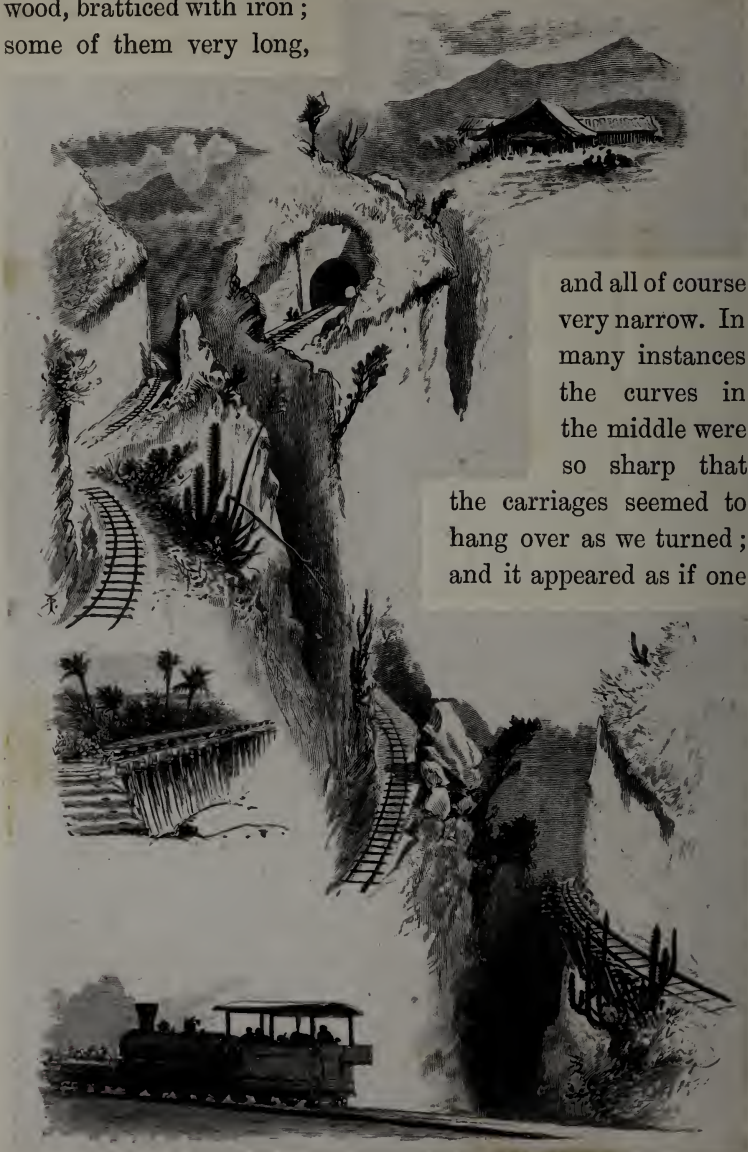 wood, bratticed with iron ;
some of them very long,
and all of course
very narrow. In
many instances
the curves in
the middle were
so sharp that
the carriages seemed to
hang over as we turned ;
and it appeared as if one